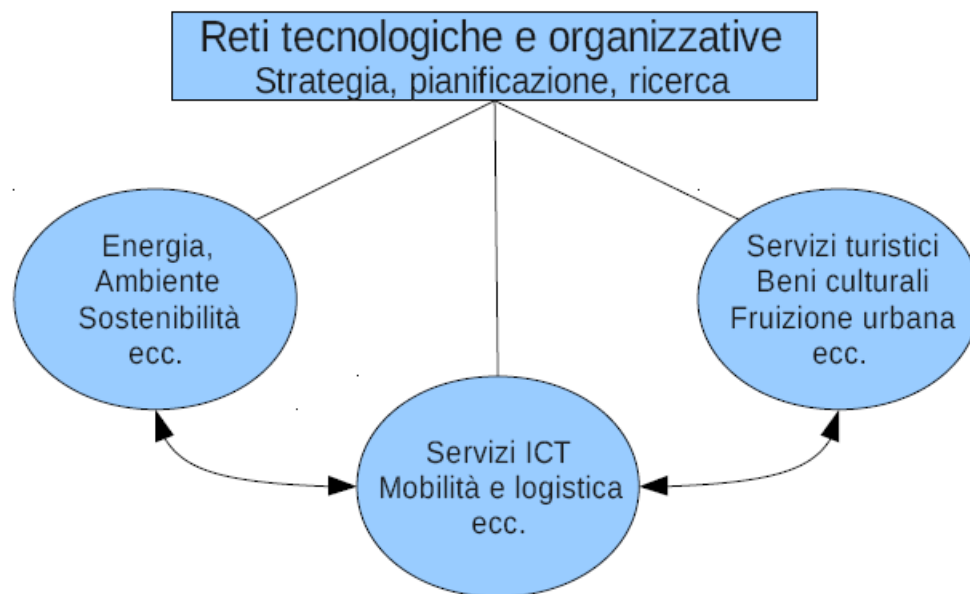 Reti tecnologiche e organizzative
Strategia, pianificazione, ricerca
Energia,
Ambiente
Sostenibilità
ecc.
Servizi turistici
Beni culturali
Fruizione urbana
ecc.
Servizi ICT
Mobilità e logistica
ecc.